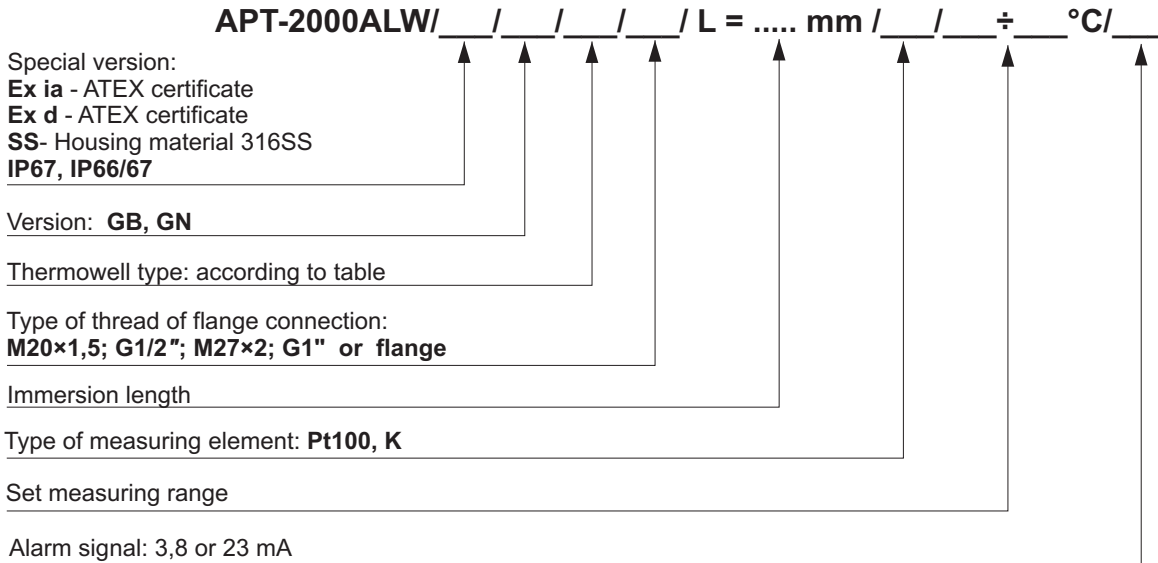 APT-2000ALW/___/___/___/___/ L = ..... mm /___/___÷___°C/___
Special version:
Ex ia - ATEX certificate
Ex d - ATEX certificate
SS- Housing material 316SS
IP67, IP66/67
Version: GB, GN
Thermowell type: according to table
Type of thread of flange connection:
M20×1,5; G1/2"; M27×2; G1" or flange
Immersion length
Type of measuring element: Pt100, K
Set measuring range
Alarm signal: 3,8 or 23 mA